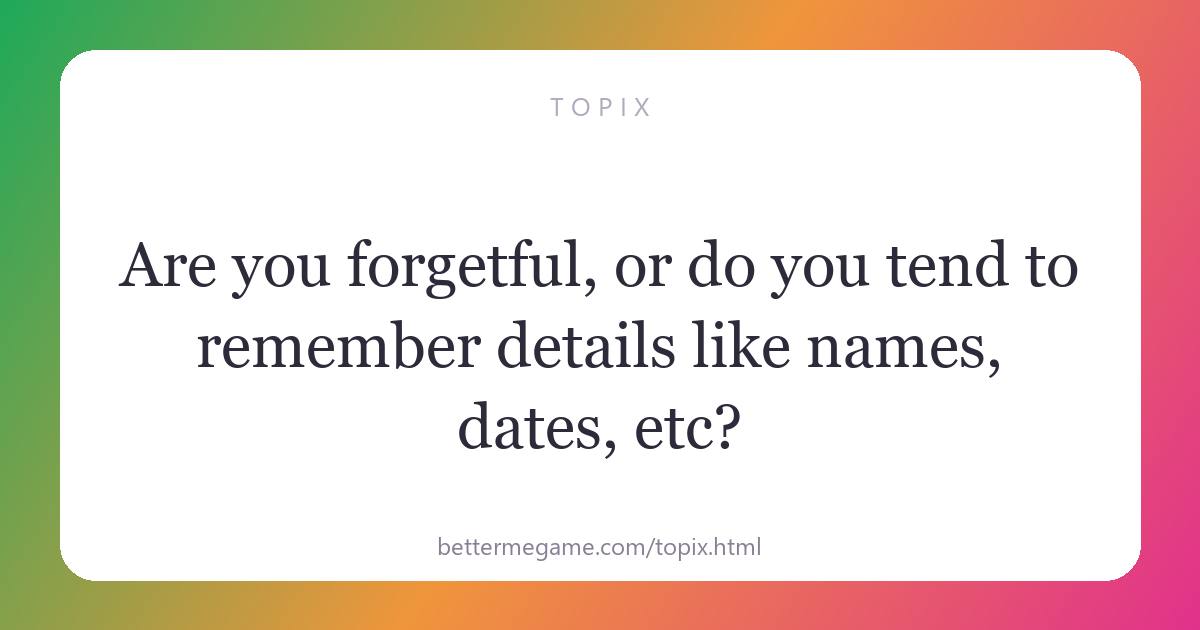 TOPIX
Are you forgetful, or do you tend to
remember details like names,
dates, etc?
bettermegame.com/topix.html